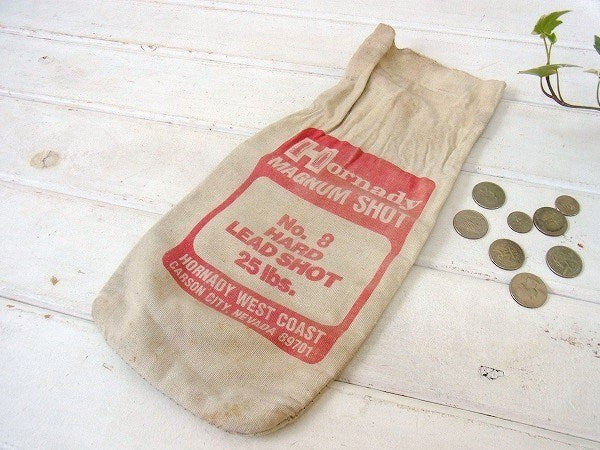 Hornady
MAGNUM SHOT
No. 8
HARD
LEAD SHOT
25 lbs.
HORNADY WEST COAST
CARSON CITY, NEVADA 89701